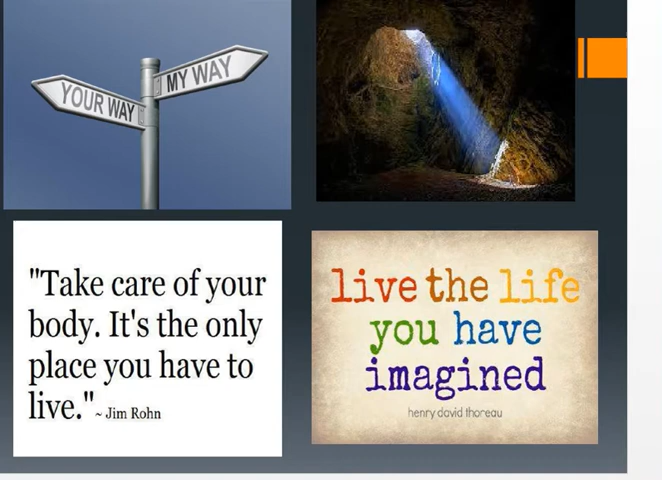 YOUR WAY
MY WAY
"Take care of your
body. It's the only
place you have to
live." ~ Jim Rohn
live the life
you have
imagined
henry david thoreau